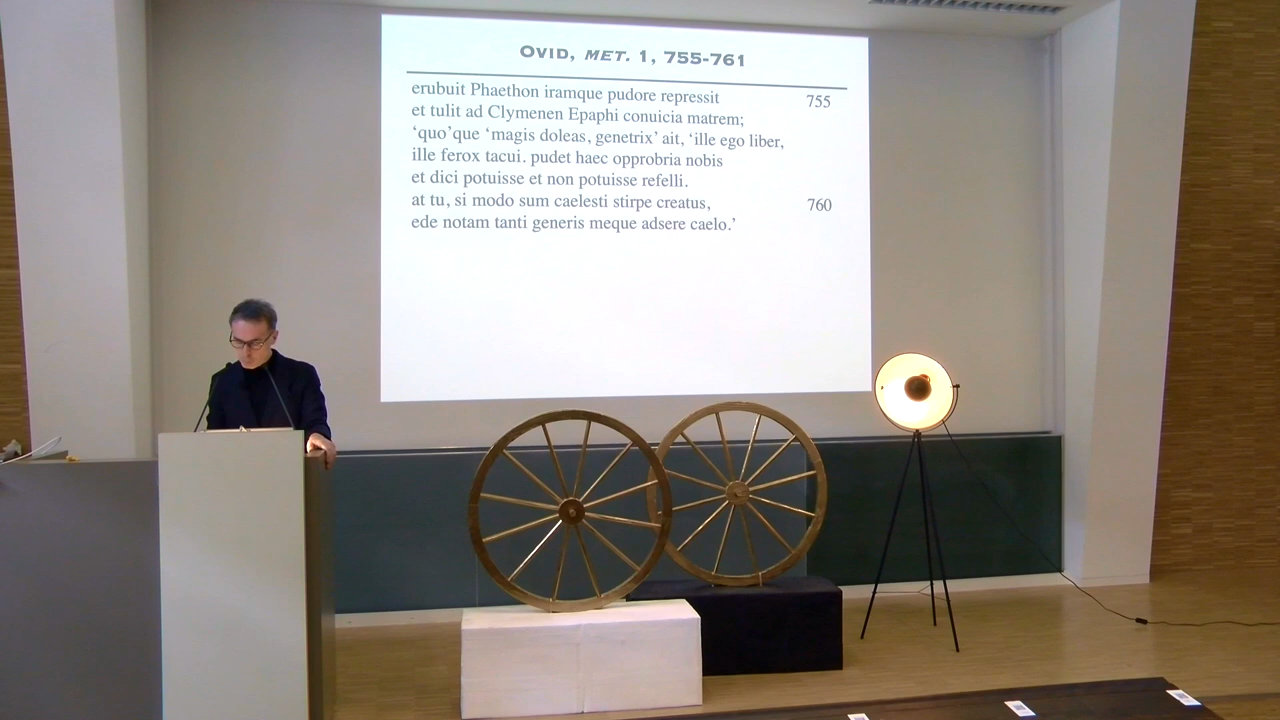 OVID, MET. 1, 755-761
erubuit Phaethon iramque pudore repressit 755
et tulit ad Clymenen Epaphi conuicia matrem;
‘quo’que ‘magis doleas, genetrix’ ait, ‘ille ego liber,
ille ferox tacui. pudet haec opprobria nobis
et dici potuisse et non potuisse refelli.
at tu, si modo sum caelesti stirpe creatus, 760
ede notam tanti generis meque adsere caelo.’